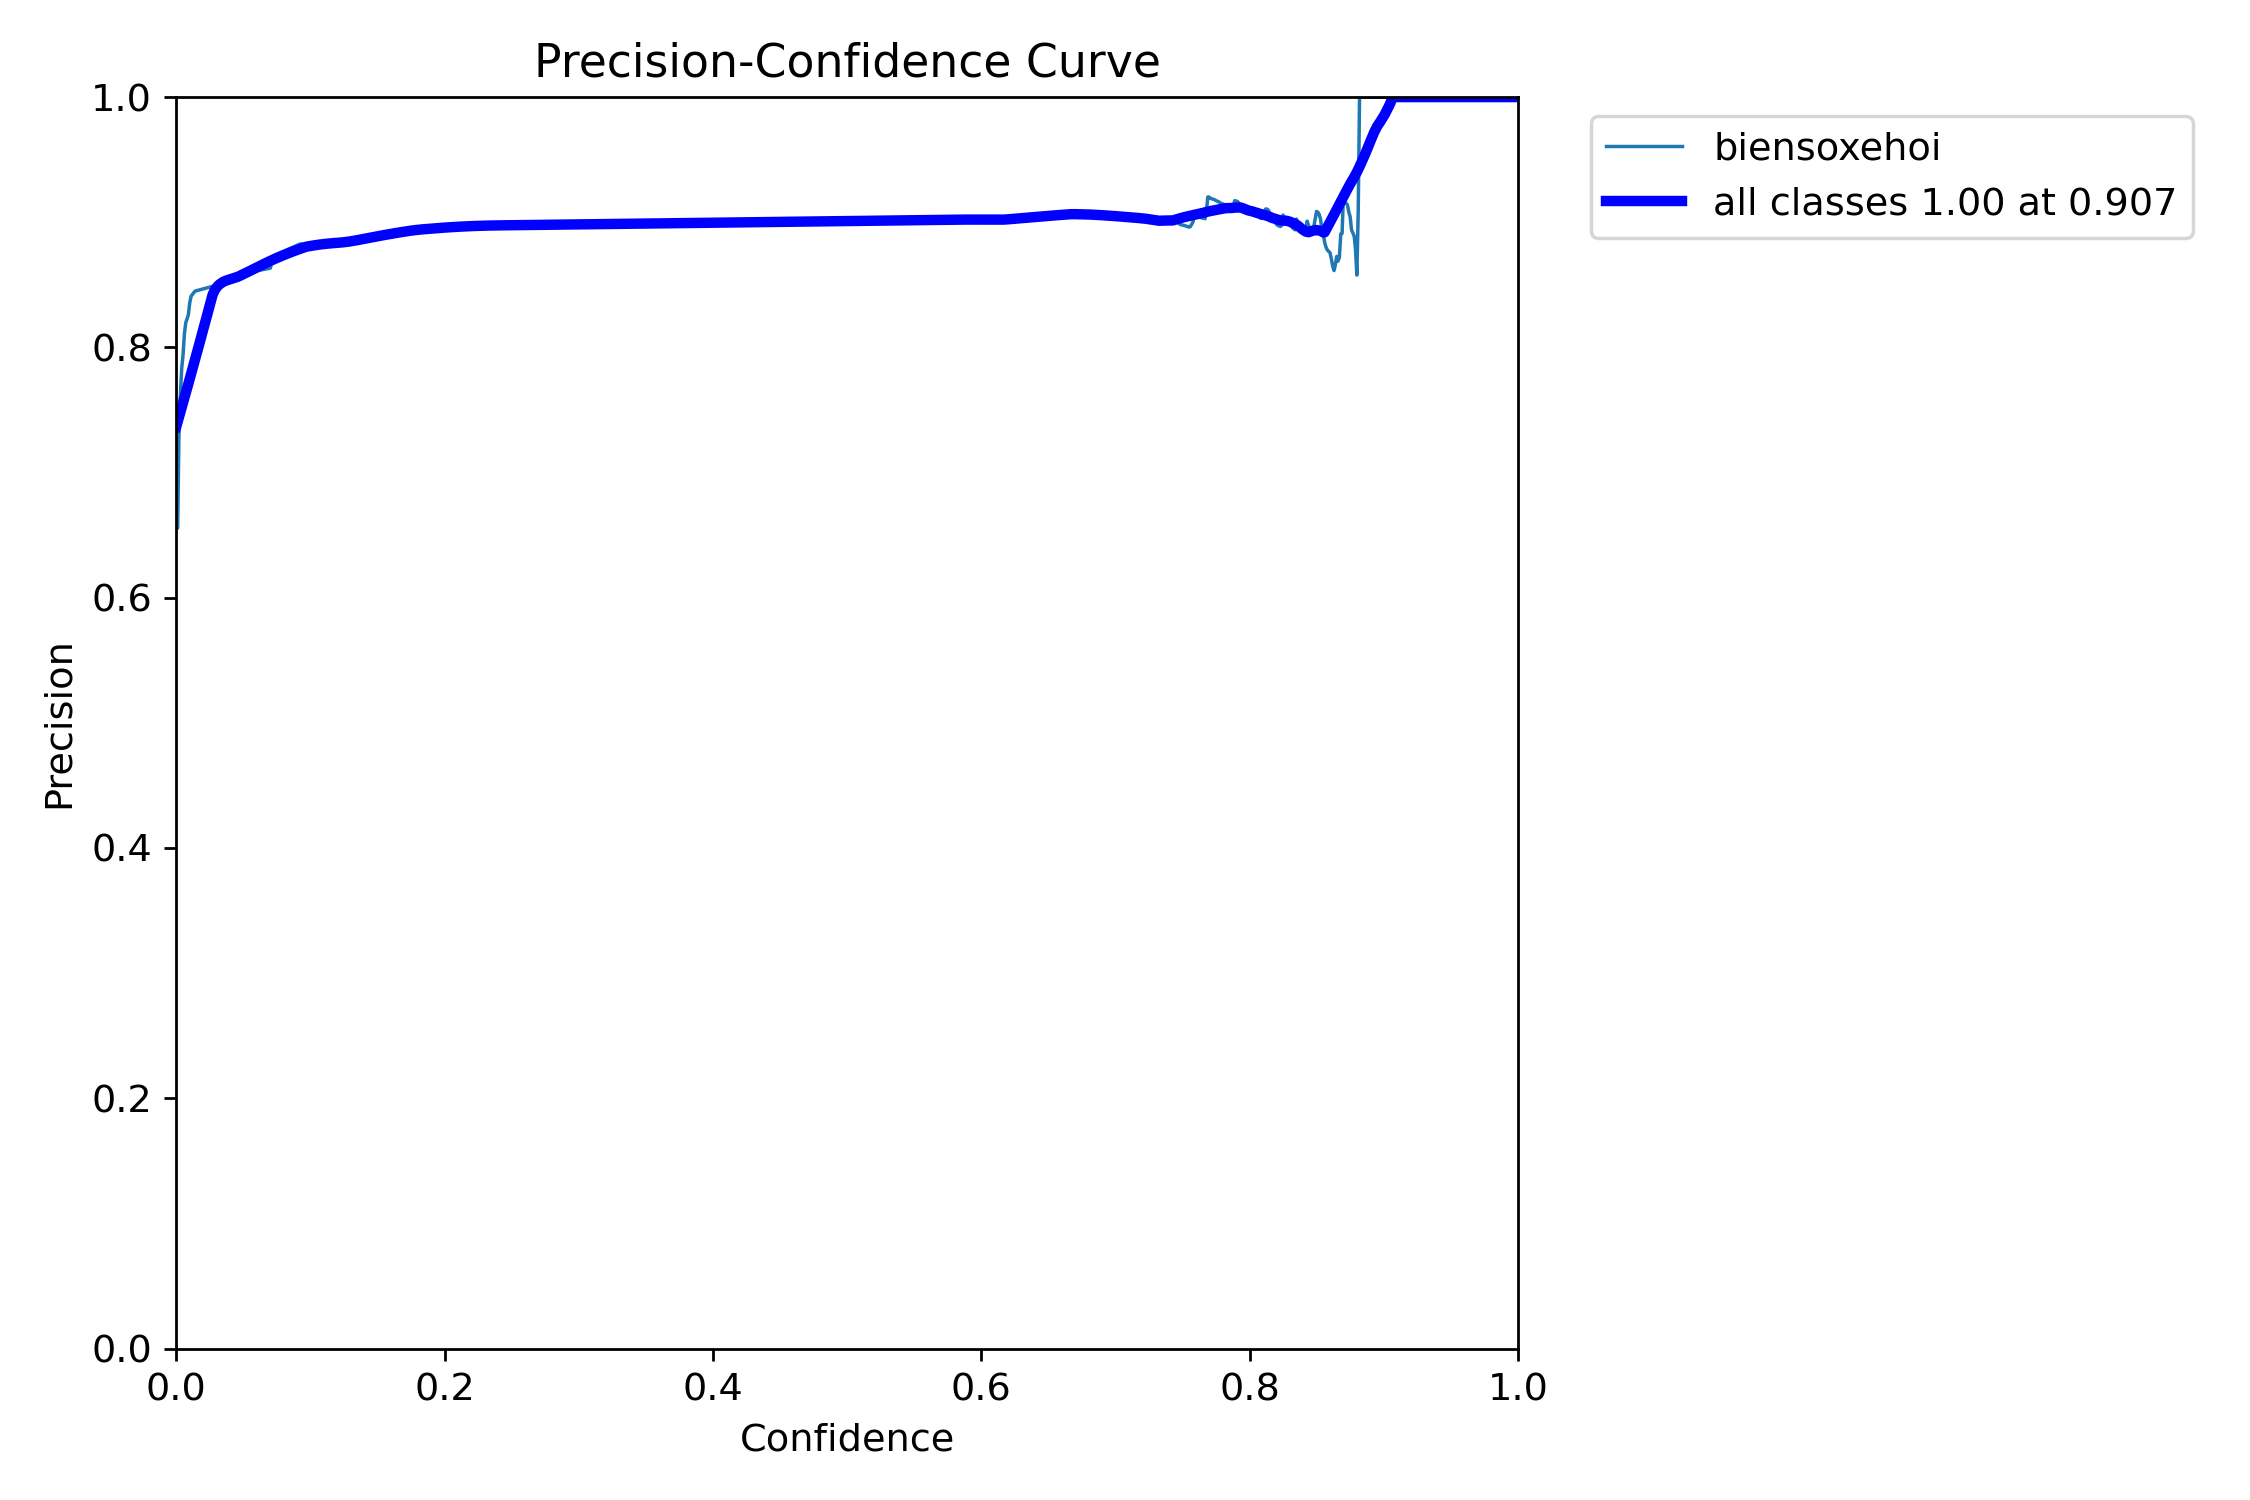 Precision-Confidence Curve
1.0
0.8
0.6
0.4
0.2
0.0
Precision
0.0 0.2 0.4 0.6 0.8 1.0
Confidence
biensoxehoi
all classes 1.00 at 0.907